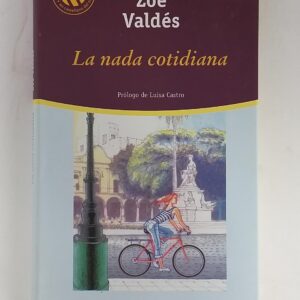 Zoé
Valdés
La nada cotidiana
Prólogo de Luisa Castro